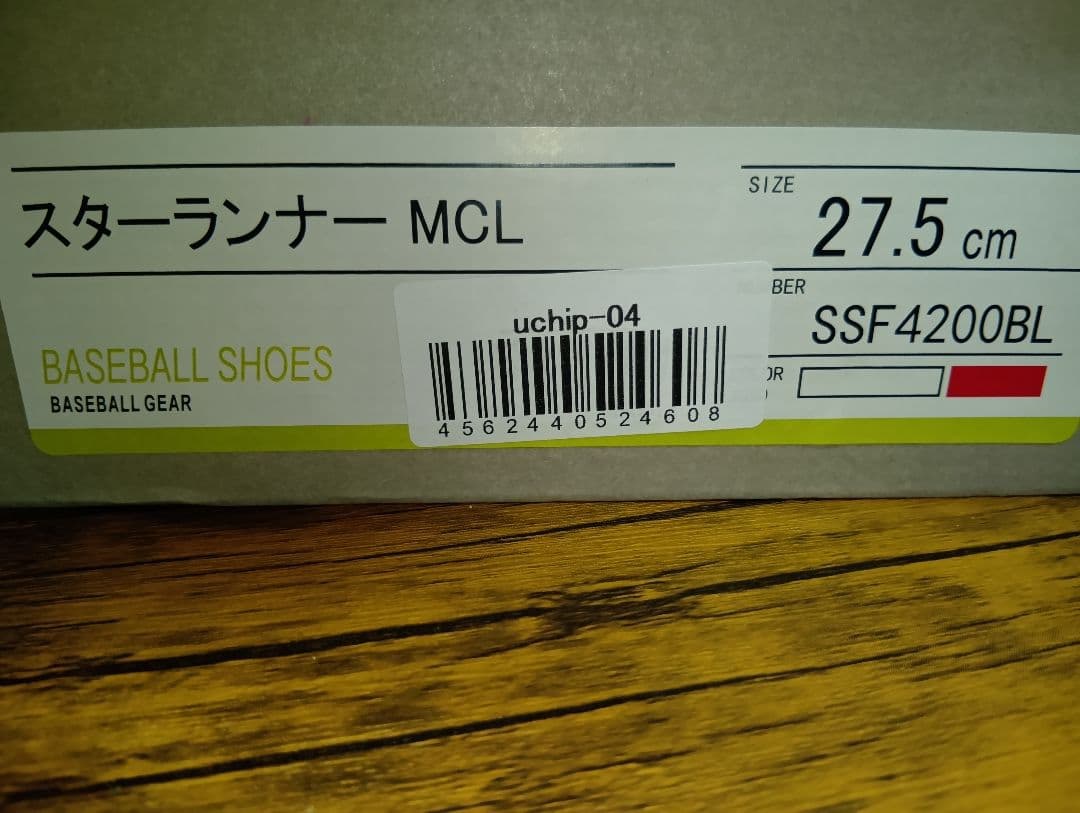 スターランナー MCL
SIZE
27.5 cm
BER
SSF4200BL
OR
BASEBALL SHOES
BASEBALL GEAR
uchip-04
4562440524608